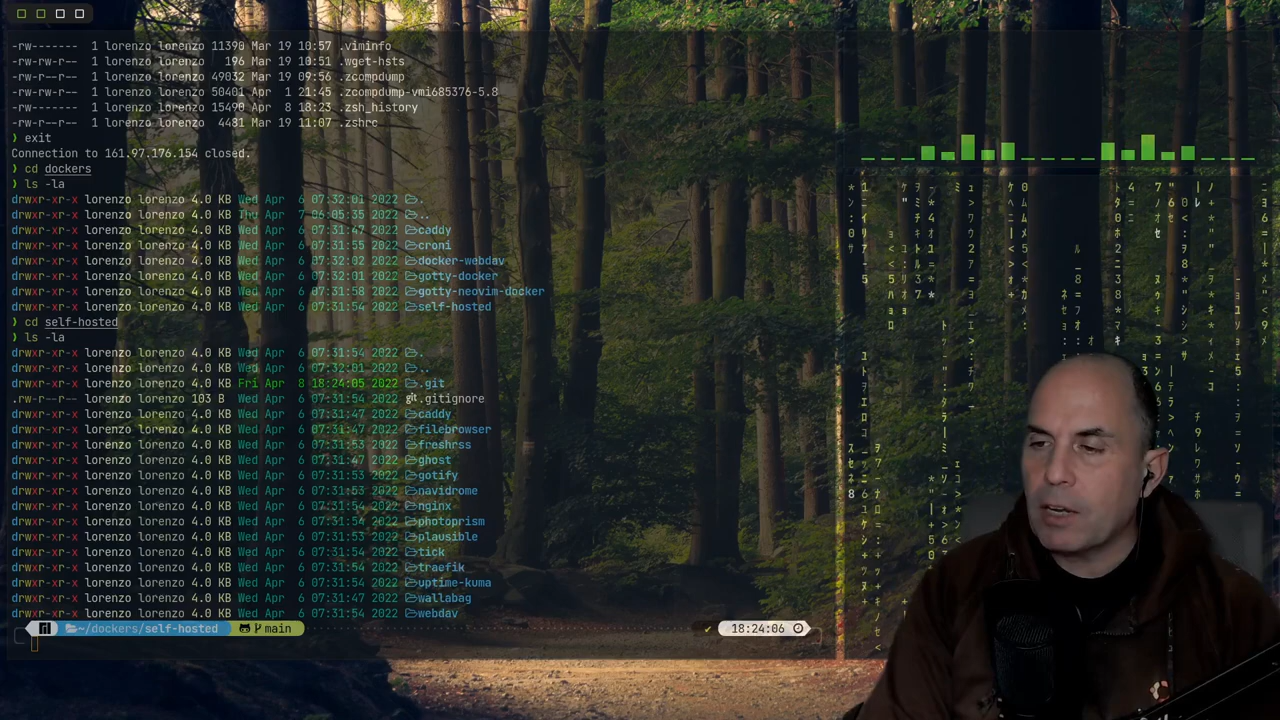 -rw-------  1 lorenzo lorenzo 11390 Mar 19 10:57 .viminfo
-rw-rw-r--  1 lorenzo lorenzo   196 Mar 19 10:51 .wget-hsts
-rw-r--r--  1 lorenzo lorenzo 49032 Mar 19 09:56 .zcompdump
-rw-r--r--  1 lorenzo lorenzo 50401 Apr  1 21:45 .zcompdump-vmi685376-5.8
-rw-------  1 lorenzo lorenzo 15490 Apr  8 18:23 .zsh_history
-rw-r--r--  1 lorenzo lorenzo  4481 Mar 19 11:07 .zshrc
❯ exit
Connection to 161.97.176.154 closed.
❯ cd dockers
❯ ls -la
drwxr-xr-x lorenzo lorenzo 4.0 KB Wed Apr  6 07:32:01 2022 .
drwxr-xr-x lorenzo lorenzo 4.0 KB Thu Apr  7 06:05:35 2022 ..
drwxr-xr-x lorenzo lorenzo 4.0 KB Wed Apr  6 07:31:47 2022 caddy
drwxr-xr-x lorenzo lorenzo 4.0 KB Wed Apr  6 07:31:55 2022 croni
drwxr-xr-x lorenzo lorenzo 4.0 KB Wed Apr  6 07:32:02 2022 docker-webdav
drwxr-xr-x lorenzo lorenzo 4.0 KB Wed Apr  6 07:32:01 2022 gotty-docker
drwxr-xr-x lorenzo lorenzo 4.0 KB Wed Apr  6 07:31:58 2022 gotty-neovim-docker
drwxr-xr-x lorenzo lorenzo 4.0 KB Wed Apr  6 07:31:54 2022 self-hosted
❯ cd self-hosted
❯ ls -la
drwxr-xr-x lorenzo lorenzo 4.0 KB Wed Apr  6 07:31:54 2022 .
drwxr-xr-x lorenzo lorenzo 4.0 KB Wed Apr  6 07:32:01 2022 ..
drwxr-xr-x lorenzo lorenzo 4.0 KB Fri Apr  8 18:24:05 2022 .git
.rw-r--r-- lorenzo lorenzo 103 B  Wed Apr  6 07:31:54 2022 .gitignore
drwxr-xr-x lorenzo lorenzo 4.0 KB Wed Apr  6 07:31:47 2022 caddy
drwxr-xr-x lorenzo lorenzo 4.0 KB Wed Apr  6 07:31:47 2022 filebrowser
drwxr-xr-x lorenzo lorenzo 4.0 KB Wed Apr  6 07:31:53 2022 freshrss
drwxr-xr-x lorenzo lorenzo 4.0 KB Wed Apr  6 07:31:47 2022 ghost
drwxr-xr-x lorenzo lorenzo 4.0 KB Wed Apr  6 07:31:53 2022 gotify
drwxr-xr-x lorenzo lorenzo 4.0 KB Wed Apr  6 07:31:53 2022 navidrome
drwxr-xr-x lorenzo lorenzo 4.0 KB Wed Apr  6 07:31:54 2022 nginx
drwxr-xr-x lorenzo lorenzo 4.0 KB Wed Apr  6 07:31:54 2022 photoprism
drwxr-xr-x lorenzo lorenzo 4.0 KB Wed Apr  6 07:31:53 2022 plausible
drwxr-xr-x lorenzo lorenzo 4.0 KB Wed Apr  6 07:31:54 2022 tick
drwxr-xr-x lorenzo lorenzo 4.0 KB Wed Apr  6 07:31:54 2022 traefik
drwxr-xr-x lorenzo lorenzo 4.0 KB Wed Apr  6 07:31:54 2022 uptime-kuma
drwxr-xr-x lorenzo lorenzo 4.0 KB Wed Apr  6 07:31:47 2022 wallabag
drwxr-xr-x lorenzo lorenzo 4.0 KB Wed Apr  6 07:31:54 2022 webdav
~/dockers/self-hosted main ✓ 18:24:06